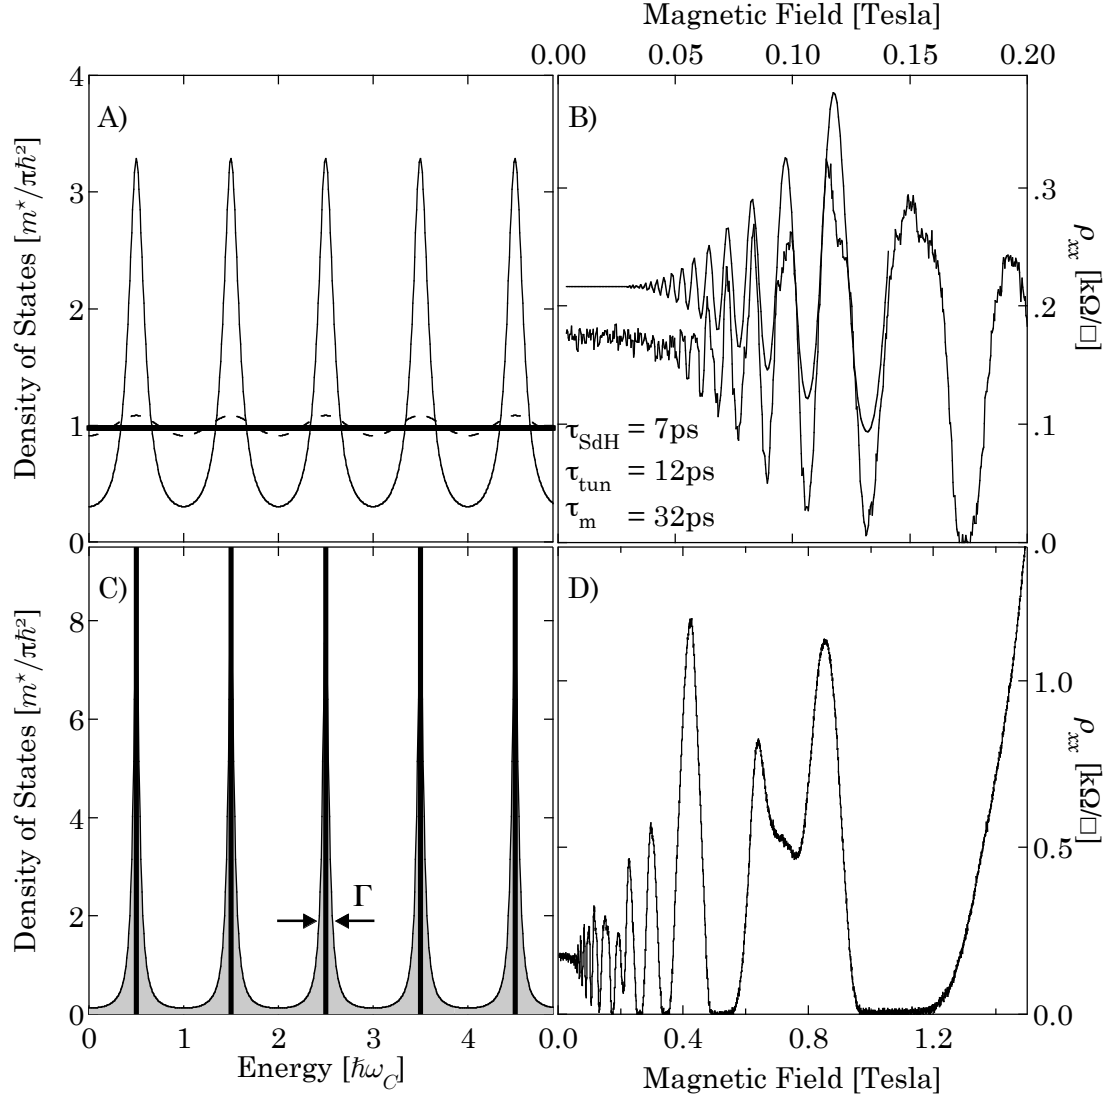 Magnetic Field [Tesla]
0.00 0.05 0.100 0.15 0.20
A)
4
3
2
1
0
Density of States [m*/πħ²]
B)
.3
.2
.1
.0
ρxx [kΩ/□]
τSdH = 7ps
τtun = 12ps
τm = 32ps
C)
8
6
4
2
0
Density of States [m*/πħ²]
Γ
0 1 2 3 4
Energy [ħωC]
D)
1.0
0.5
0.0
ρxx [kΩ/□]
0.0 0.4 0.8 1.2
Magnetic Field [Tesla]